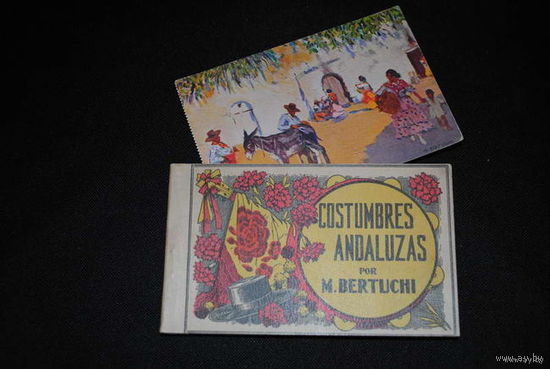 COSTUMBRES
ANDALUZAS
POR
M. BERTUCHI